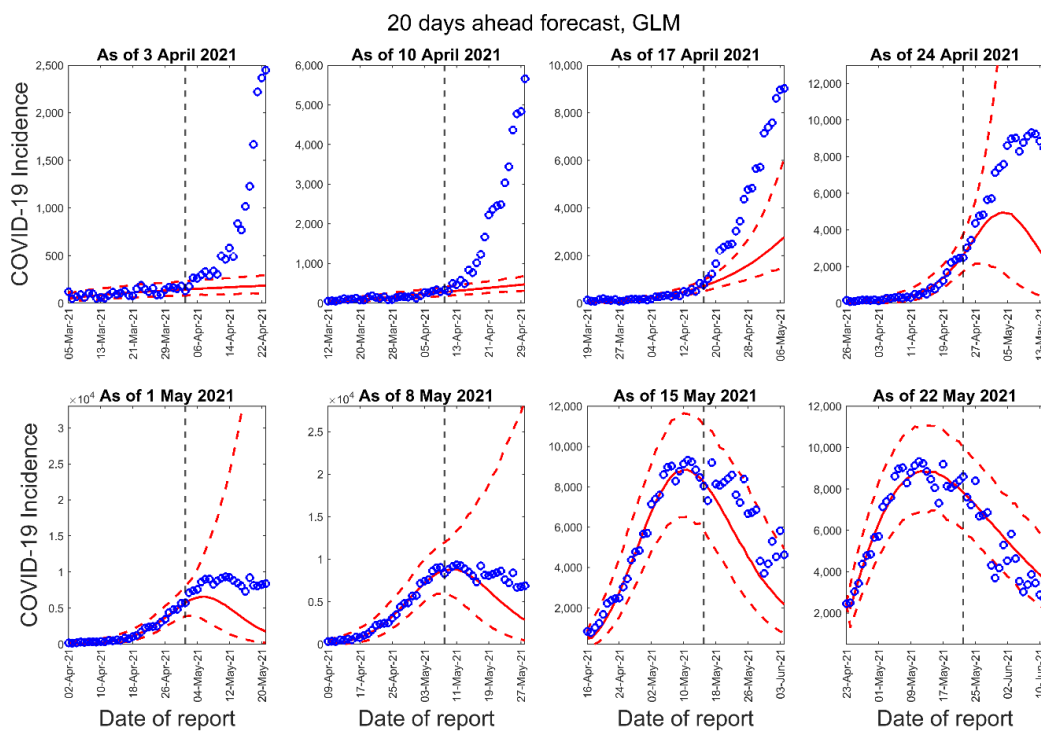 20 days ahead forecast, GLM
As of 3 April 2021
As of 10 April 2021
As of 17 April 2021
As of 24 April 2021
COVID-19 Incidence
2,500
2,000
1,500
1,000
500
05-Mar-21
13-Mar-21
21-Mar-21
29-Mar-21
06-Apr-21
14-Apr-21
22-Apr-21
6,000
5,000
4,000
3,000
2,000
1,000
0
12-Mar-21
20-Mar-21
28-Mar-21
05-Apr-21
13-Apr-21
21-Apr-21
29-Apr-21
10,000
8,000
6,000
4,000
2,000
0
19-Mar-21
27-Mar-21
04-Apr-21
12-Apr-21
20-Apr-21
28-Apr-21
06-May-21
12,000
10,000
8,000
6,000
4,000
2,000
0
26-Mar-21
03-Apr-21
11-Apr-21
19-Apr-21
27-Apr-21
05-May-21
13-May-21
As of 1 May 2021
As of 8 May 2021
As of 15 May 2021
As of 22 May 2021
COVID-19 Incidence
×10⁴
3
2.5
2
1.5
1
0.5
0
02-Apr-21
10-Apr-21
18-Apr-21
26-Apr-21
04-May-21
12-May-21
20-May-21
×10⁴
2.5
2
1.5
1
0.5
0
09-Apr-21
17-Apr-21
25-Apr-21
03-May-21
11-May-21
19-May-21
27-May-21
12,000
10,000
8,000
6,000
4,000
2,000
16-Apr-21
24-Apr-21
02-May-21
10-May-21
18-May-21
26-May-21
03-Jun-21
12,000
10,000
8,000
6,000
4,000
2,000
23-Apr-21
01-May-21
09-May-21
17-May-21
25-May-21
02-Jun-21
10-Jun-21
Date of report
Date of report
Date of report
Date of report